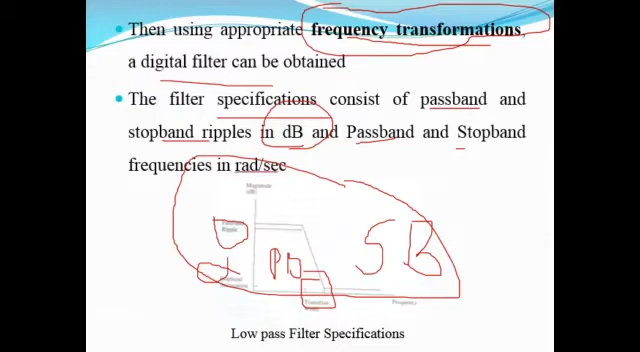 Then using appropriate frequency transformations,
a digital filter can be obtained
The filter specifications consist of passband and
stopband ripples in dB and Passband and Stopband
frequencies in rad/sec
Magnitude
(dB)
Passband
Ripple
Pb
SB
Stopband
Transition
Frequency
Low pass Filter Specifications